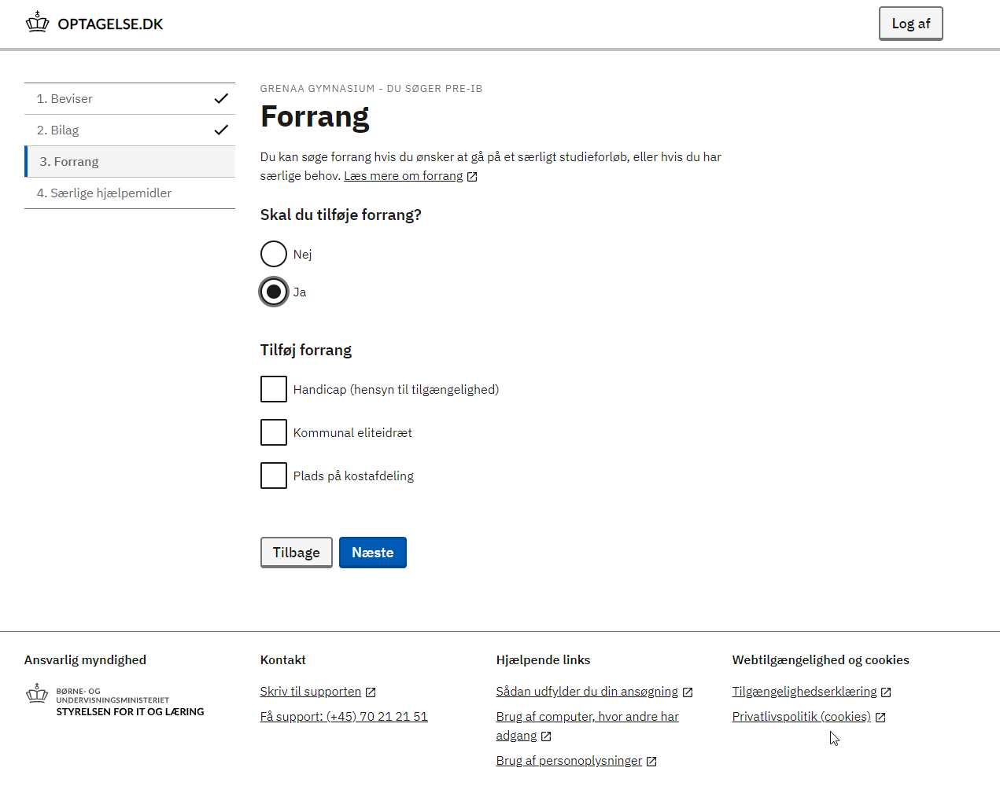 OPTAGELSE.DK
Log af
1. Beviser
2. Bilag
3. Forrang
4. Særlige hjælpemidler
GRENAA GYMNASIUM - DU SØGER PRE-IB
Forrang
Du kan søge forrang hvis du ønsker at gå på et særligt studieforløb, eller hvis du har
særlige behov. Læs mere om forrang
Skal du tilføje forrang?
Nej
Ja
Tilføj forrang
Handicap (hensyn til tilgængelighed)
Kommunal eliteidræt
Plads på kostafdeling
Tilbage
Næste
Ansvarlig myndighed
BØRNE- OG
UNDERVISNINGSMINISTERIET
STYRELSEN FOR IT OG LÆRING
Kontakt
Skriv til supporten
Få support: (+45) 70 21 21 51
Hjælpende links
Sådan udfylder du din ansøgning
Brug af computer, hvor andre har
adgang
Brug af personoplysninger
Webtilgængelighed og cookies
Tilgængelighedserklæring
Privatlivspolitik (cookies)